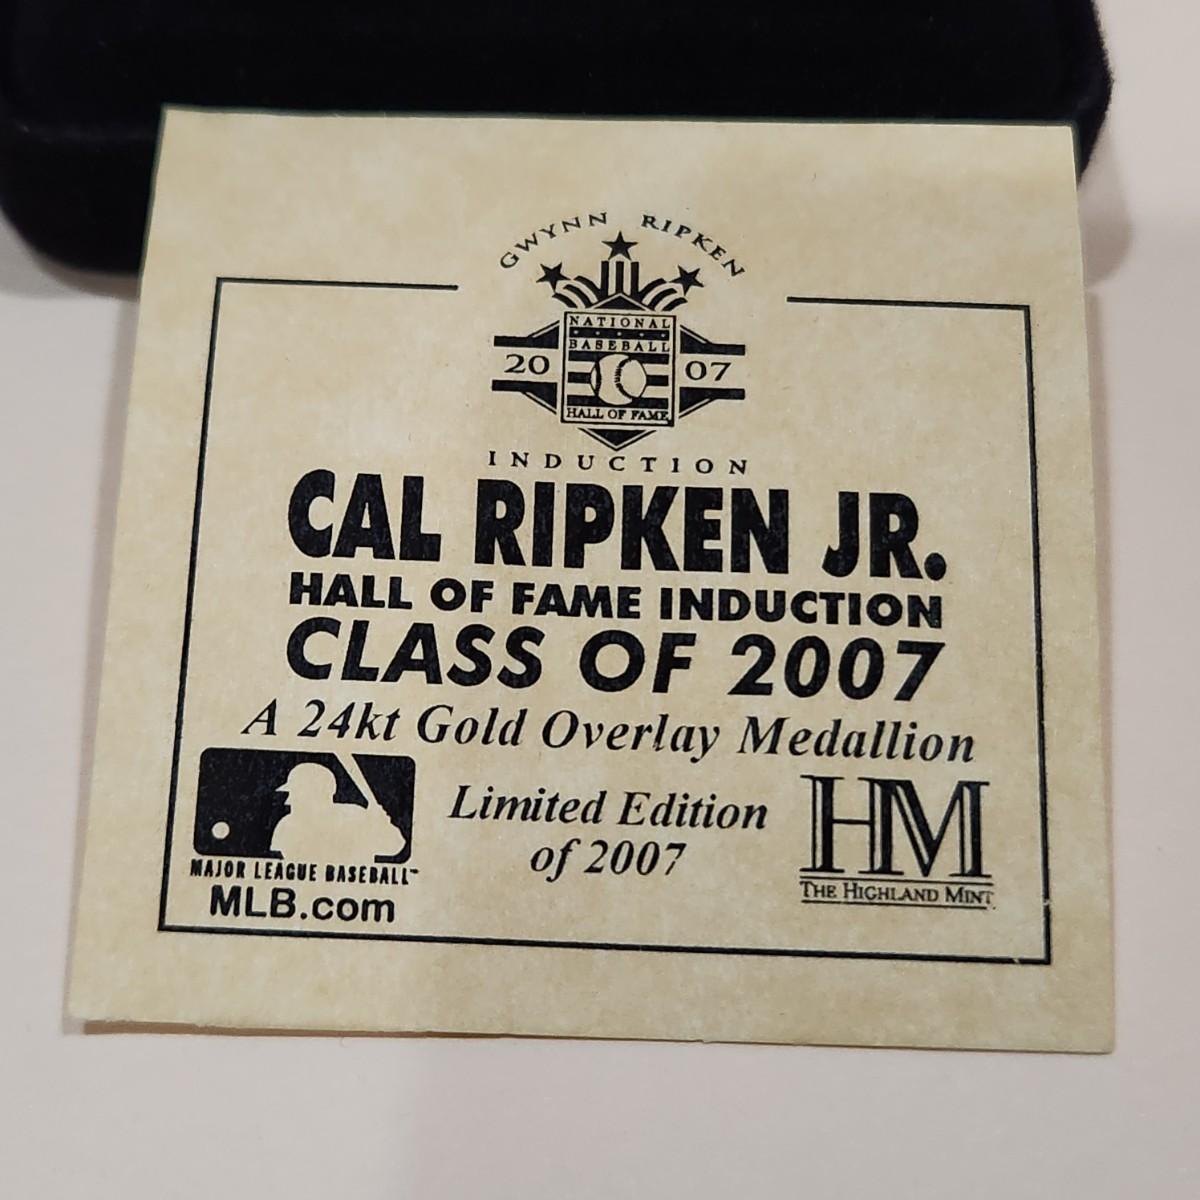 GWYNN RIPKEN
NATIONAL
BASEBALL
20 07
HALL OF FAME
INDUCTION
CAL RIPKEN JR.
HALL OF FAME INDUCTION
CLASS OF 2007
A 24kt Gold Overlay Medallion
Limited Edition
of 2007
MAJOR LEAGUE BASEBALL™
MLB.com
HM
THE HIGHLAND MINT